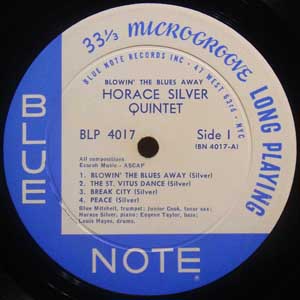 33⅓ MICROGROOVE LONG PLAYING
BLUE NOTE RECORDS INC • 47 WEST 63rd • NYC
BLOWIN' THE BLUES AWAY
HORACE SILVER
QUINTET
BLP 4017
Side 1
(BN 4017-A)
All compositions
Ecaroh Music - ASCAP
1. BLOWIN' THE BLUES AWAY (Silver)
2. THE ST. VITUS DANCE (Silver)
3. BREAK CITY (Silver)
4. PEACE (Silver)
Blue Mitchell, trumpet; Junior Cook, tenor sax;
Horace Silver, piano; Eugene Taylor, bass;
Louis Hayes, drums.
BLUE
NOTE